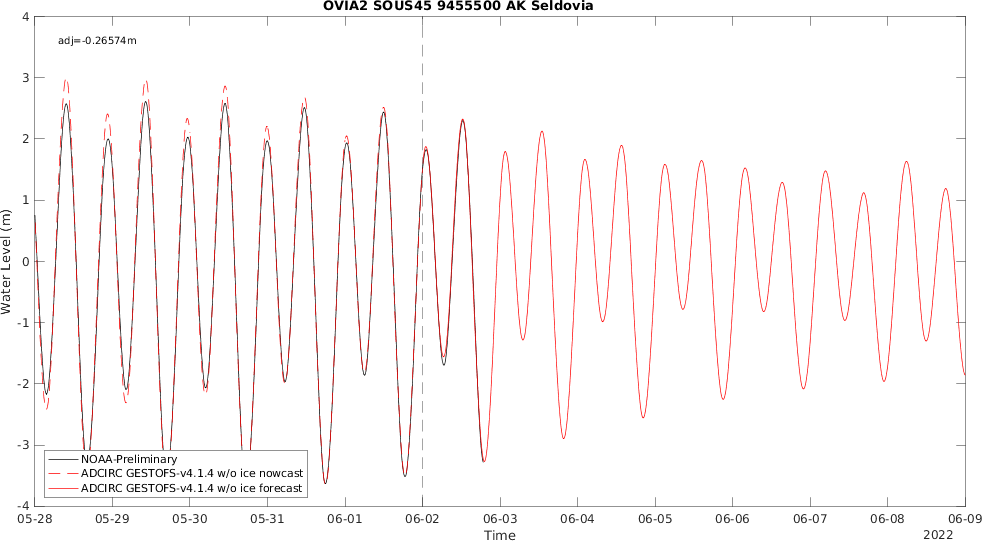 OVIA2 SOUS45 9455500 AK Seldovia
adj=-0.26574m
4
3
2
1
0
-1
-2
-3
-4
Water Level (m)
NOAA-Preliminary
ADCIRC GESTOFS-v4.1.4 w/o ice nowcast
ADCIRC GESTOFS-v4.1.4 w/o ice forecast
05-28 05-29 05-30 05-31 06-01 06-02 06-03 06-04 06-05 06-06 06-07 06-08 06-09
Time
2022